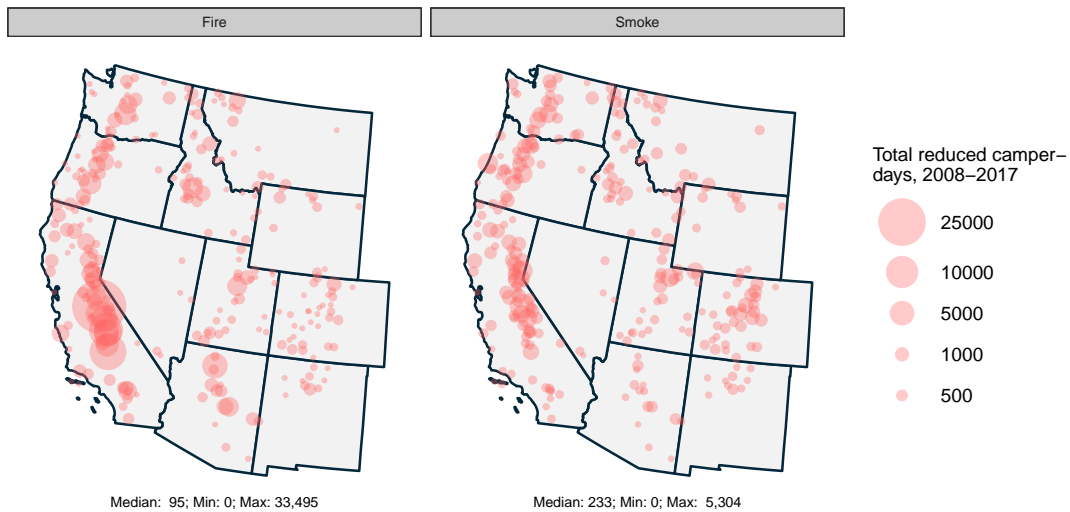 Fire
Smoke
Total reduced camper−
days, 2008−2017
25000
10000
5000
1000
500
Median:  95; Min: 0; Max: 33,495
Median: 233; Min: 0; Max:  5,304